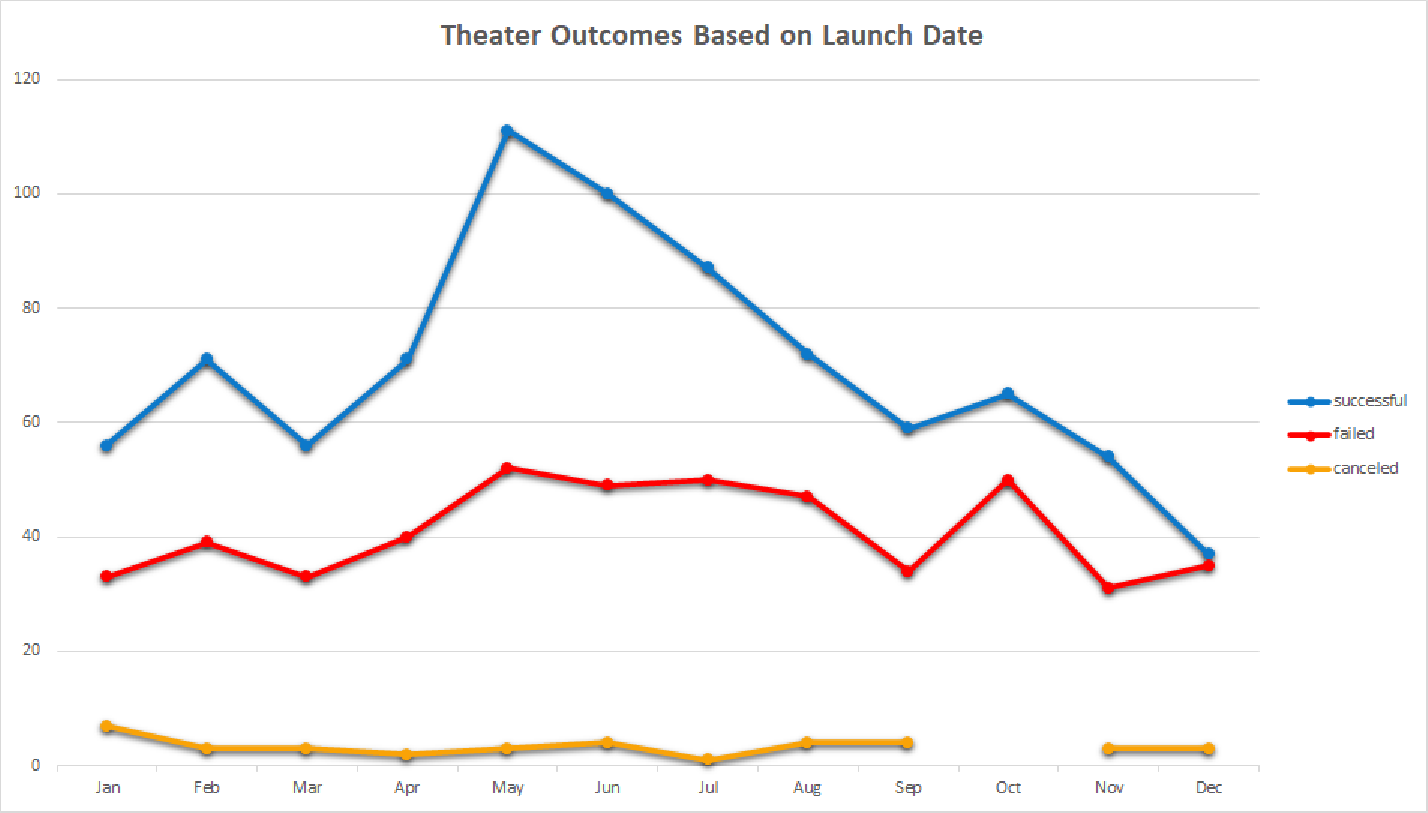 Theater Outcomes Based on Launch Date
120
100
80
60
40
20
0
Jan Feb Mar Apr May Jun Jul Aug Sep Oct Nov Dec
successful
failed
canceled